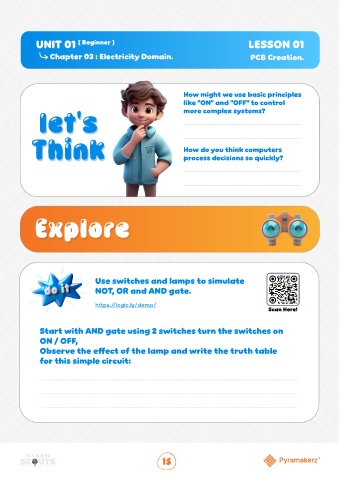 UNIT 01 [ Beginner ]
LESSON 01
Chapter 03 : Electricity Domain.
PCB Creation.
let's
Think
How might we use basic principles
like "ON" and "OFF" to control
more complex systems?
How do you think computers
process decisions so quickly?
Explore
do it
Use switches and lamps to simulate
NOT, OR and AND gate.
https://logic.ly/demo/
Scan Here!
Start with AND gate using 2 switches turn the switches on
ON / OFF,
Observe the effect of the lamp and write the truth table
for this simple circuit:
SCOUTS
15
Pyramakerz